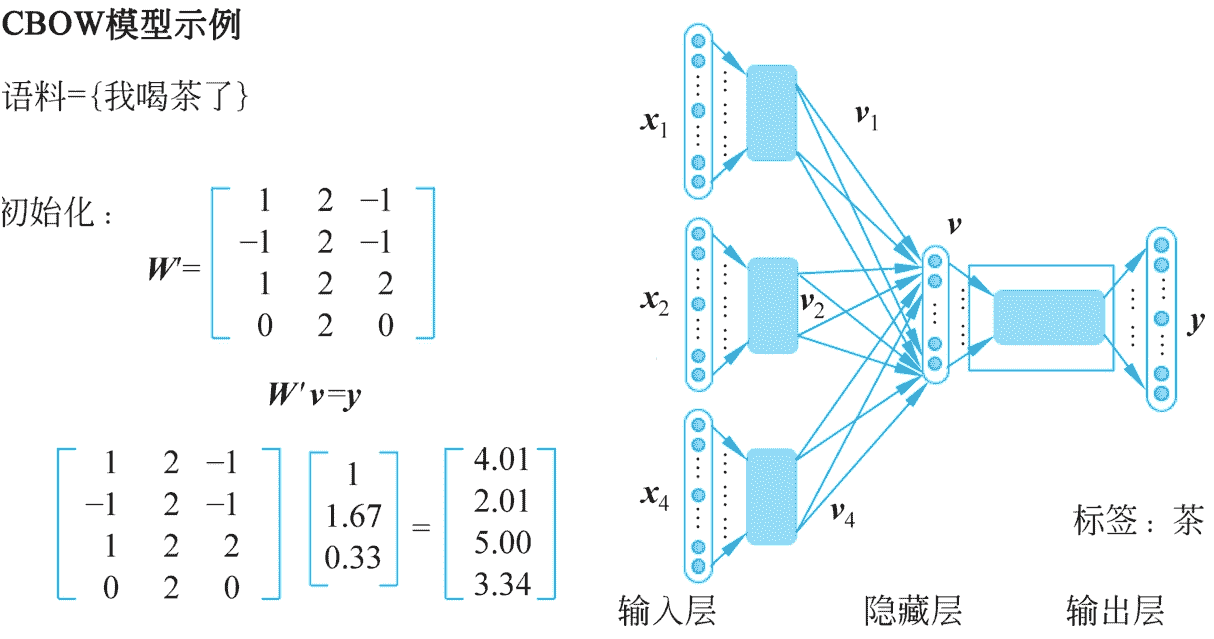 CBOW模型示例
语料={我喝茶了}
初始化：
W′=
1 2 −1
−1 2 −1
1 2 2
0 2 0
W′v=y
1 2 −1
−1 2 −1
1 2 2
0 2 0
1
1.67
0.33
=
4.01
2.01
5.00
3.34
x1
v1
x2
v2
x4
v4
v
y
标签：茶
输入层
隐藏层
输出层